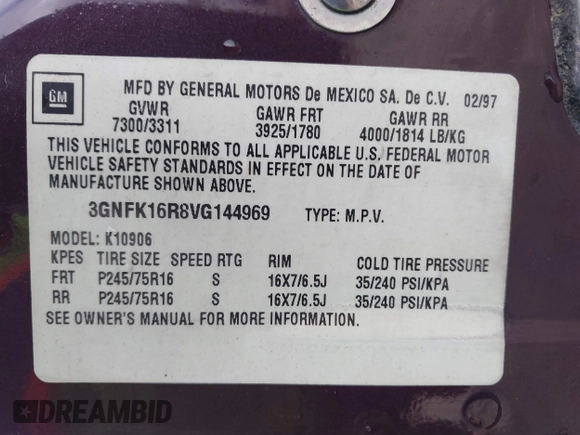 GM
MFD BY GENERAL MOTORS De MEXICO SA. De C.V. 02/97
GVWR GAWR FRT GAWR RR
7300/3311 3925/1780 4000/1814 LB/KG
THIS VEHICLE CONFORMS TO ALL APPLICABLE U.S. FEDERAL MOTOR
VEHICLE SAFETY STANDARDS IN EFFECT ON THE DATE OF
MANUFACTURE SHOWN ABOVE.
3GNFK16R8VG144969 TYPE: M.P.V.
MODEL: K10906
KPES TIRE SIZE SPEED RTG RIM COLD TIRE PRESSURE
FRT P245/75R16 S 16X7/6.5J 35/240 PSI/KPA
RR P245/75R16 S 16X7/6.5J 35/240 PSI/KPA
SEE OWNER'S MANUAL FOR MORE INFORMATION.
DREAMBID